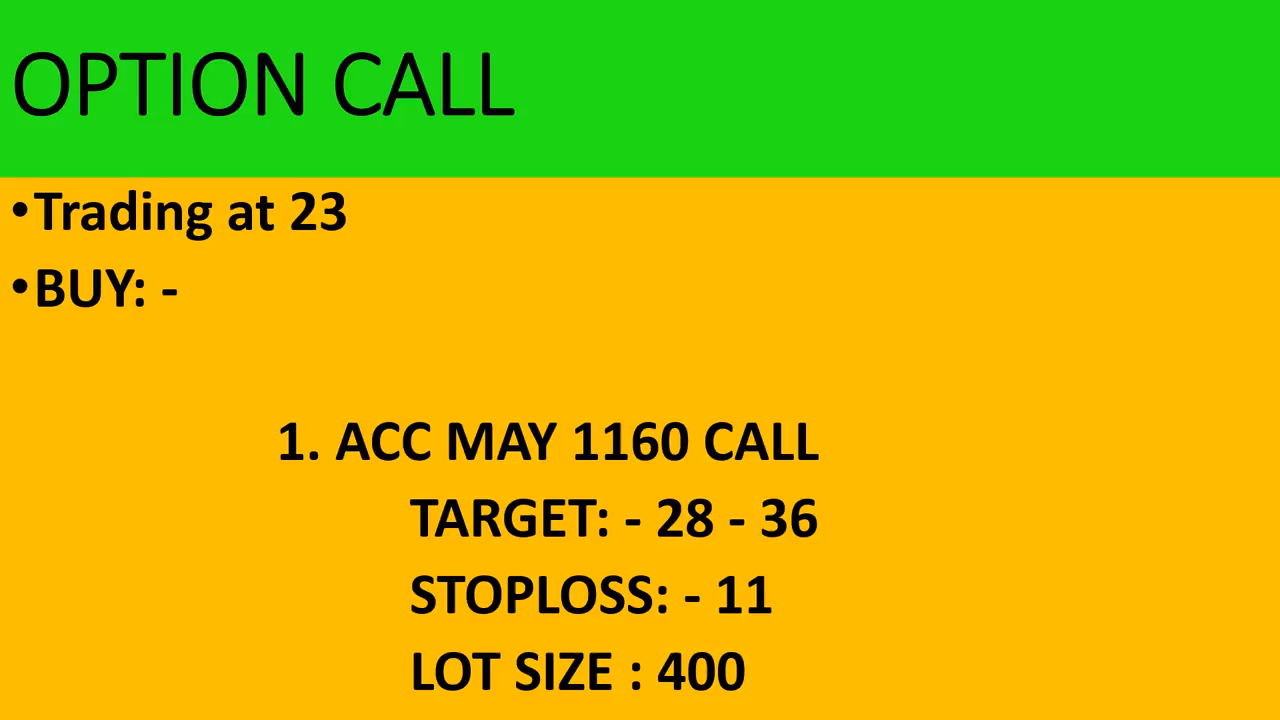 OPTION CALL
•Trading at 23
•BUY: -
1. ACC MAY 1160 CALL
TARGET: - 28 - 36
STOPLOSS: - 11
LOT SIZE : 400